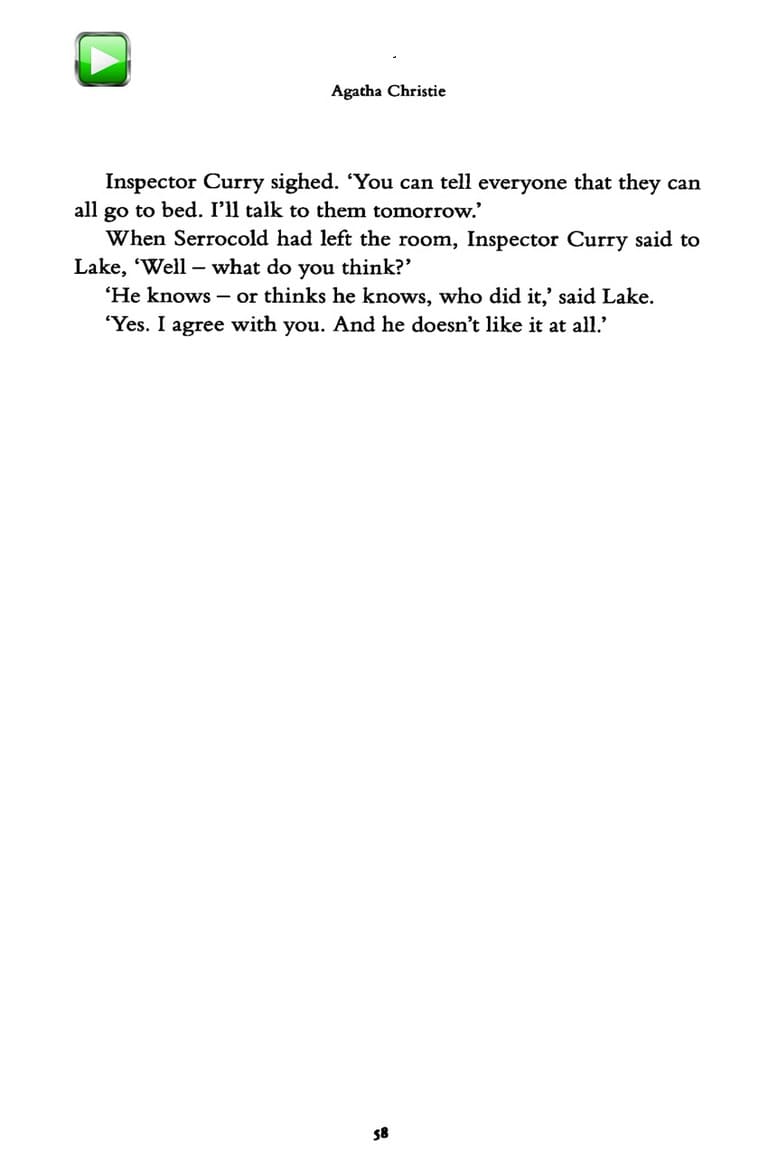 Agatha Christie
Inspector Curry sighed. ‘You can tell everyone that they can
all go to bed. I’ll talk to them tomorrow.’
When Serrocold had left the room, Inspector Curry said to
Lake, ‘Well – what do you think?’
‘He knows – or thinks he knows, who did it,’ said Lake.
‘Yes. I agree with you. And he doesn’t like it at all.’
58